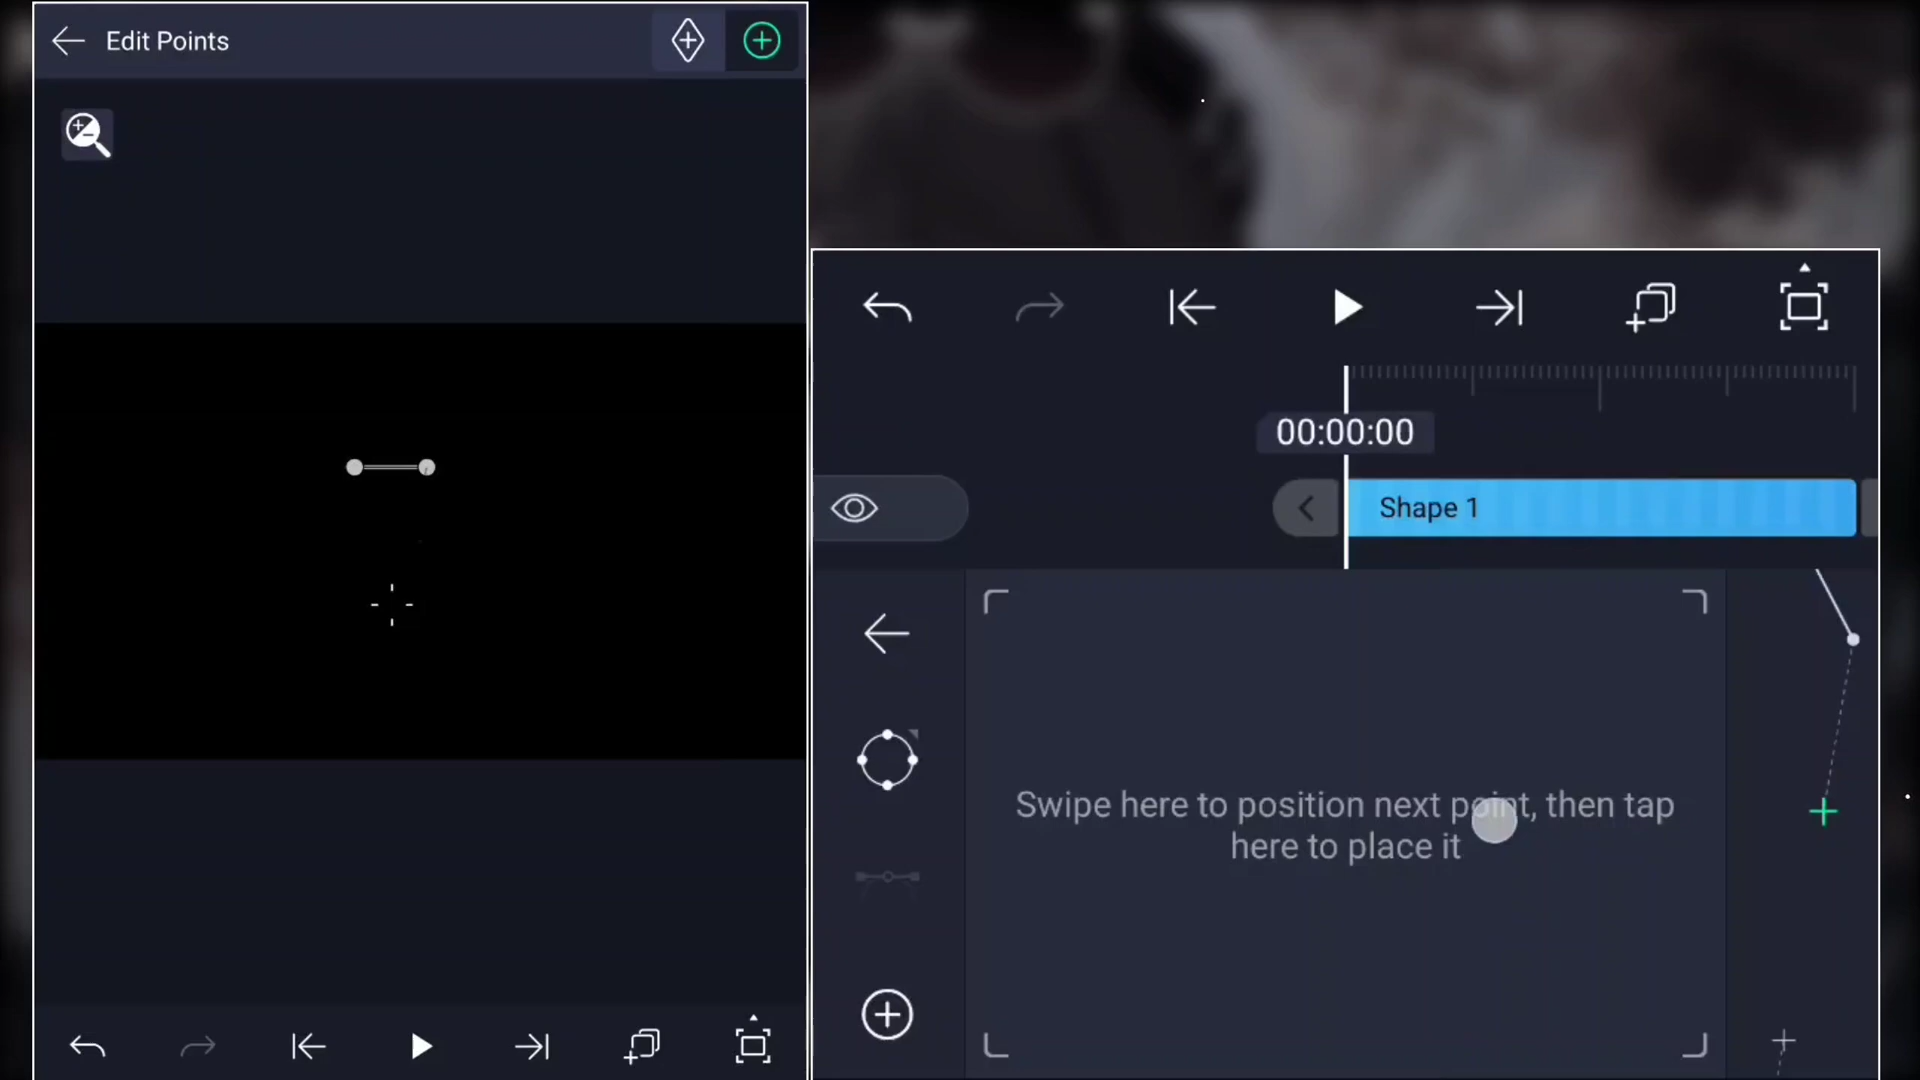 Edit Points
00:00:00
Shape 1
Swipe here to position next point, then tap
here to place it